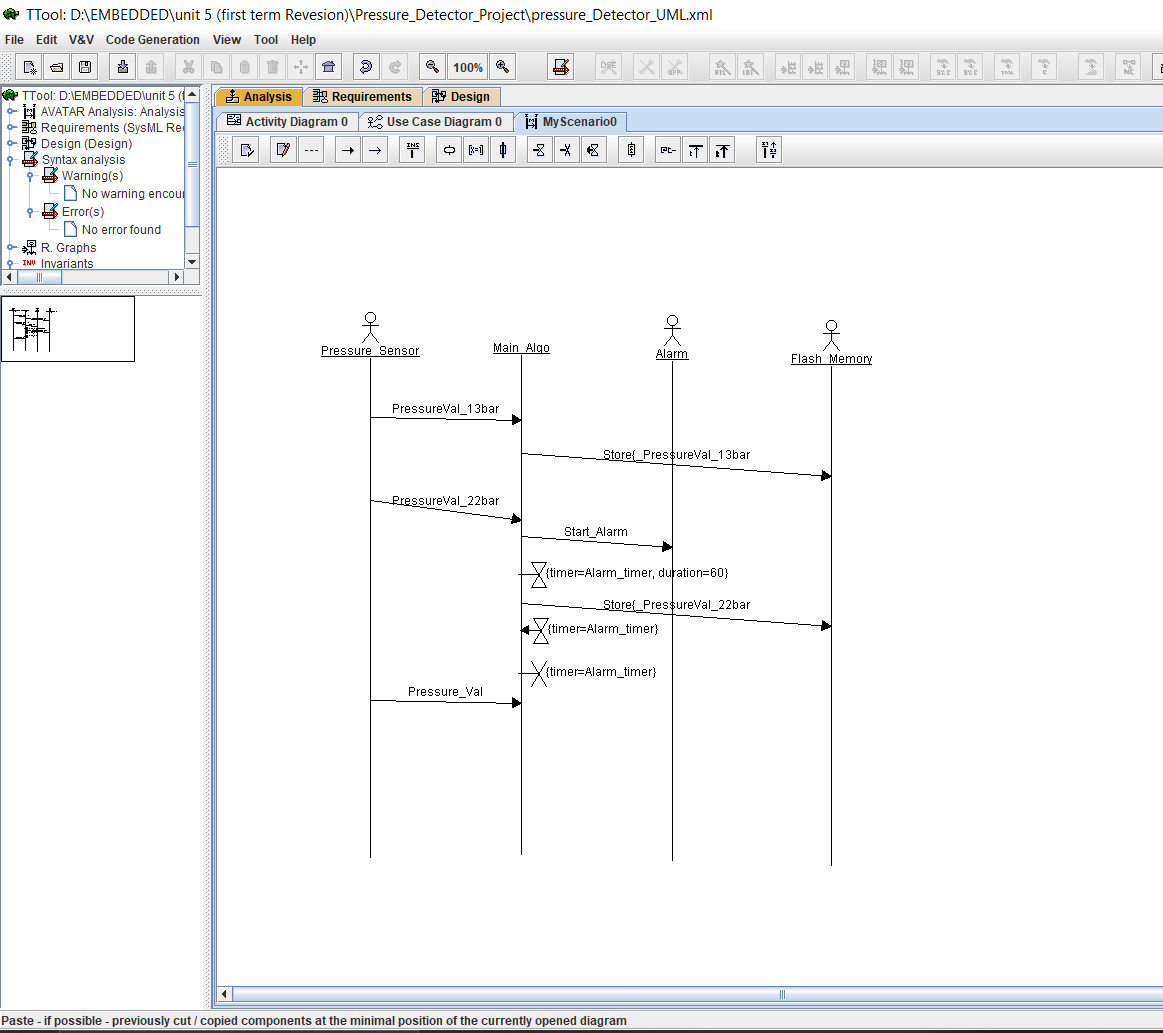 TTool: D:\EMBEDDED\unit 5 (first term Revesion)\Pressure_Detector_Project\pressure_Detector_UML.xml
File Edit V&V Code Generation View Tool Help
100%
TTool: D:\EMBEDDED\unit 5 (
AVATAR Analysis: Analysis
Requirements (SysML Re
Design (Design)
Syntax analysis
Warning(s)
No warning encou
Error(s)
No error found
R. Graphs
INV Invariants
Analysis Requirements Design
Activity Diagram 0 Use Case Diagram 0 MyScenario0
Pressure_Sensor
Main_Algo
Alarm
Flash_Memory
PressureVal_13bar
Store{_PressureVal_13bar
PressureVal_22bar
Start_Alarm
{timer=Alarm_timer, duration=60}
Store{_PressureVal_22bar
{timer=Alarm_timer}
{timer=Alarm_timer}
Pressure_Val
Paste - if possible - previously cut / copied components at the minimal position of the currently opened diagram